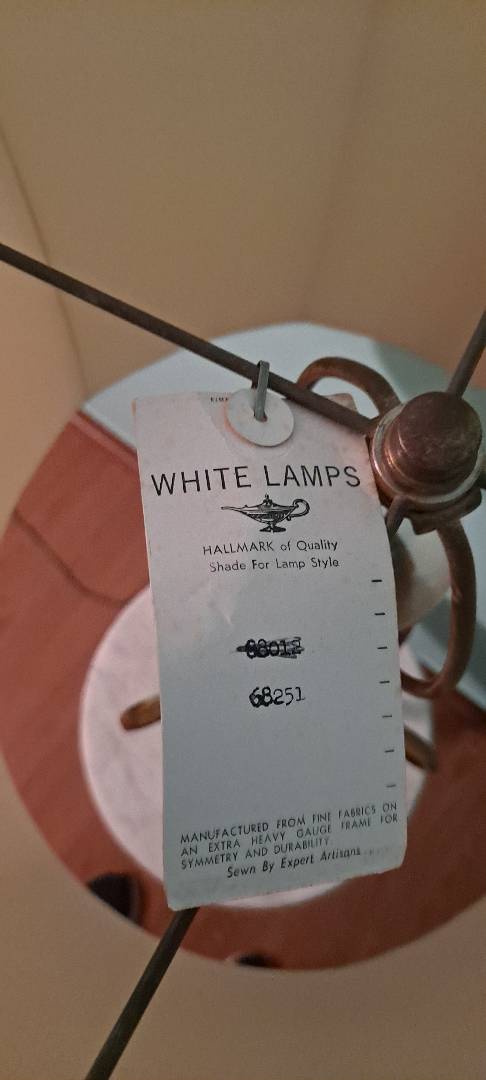 WHITE LAMPS
HALLMARK of Quality
Shade For Lamp Style
68012
68251
MANUFACTURED FROM FINE FABRICS ON
AN EXTRA HEAVY GAUGE FRAME FOR
SYMMETRY AND DURABILITY.
Sewn By Expert Artisans